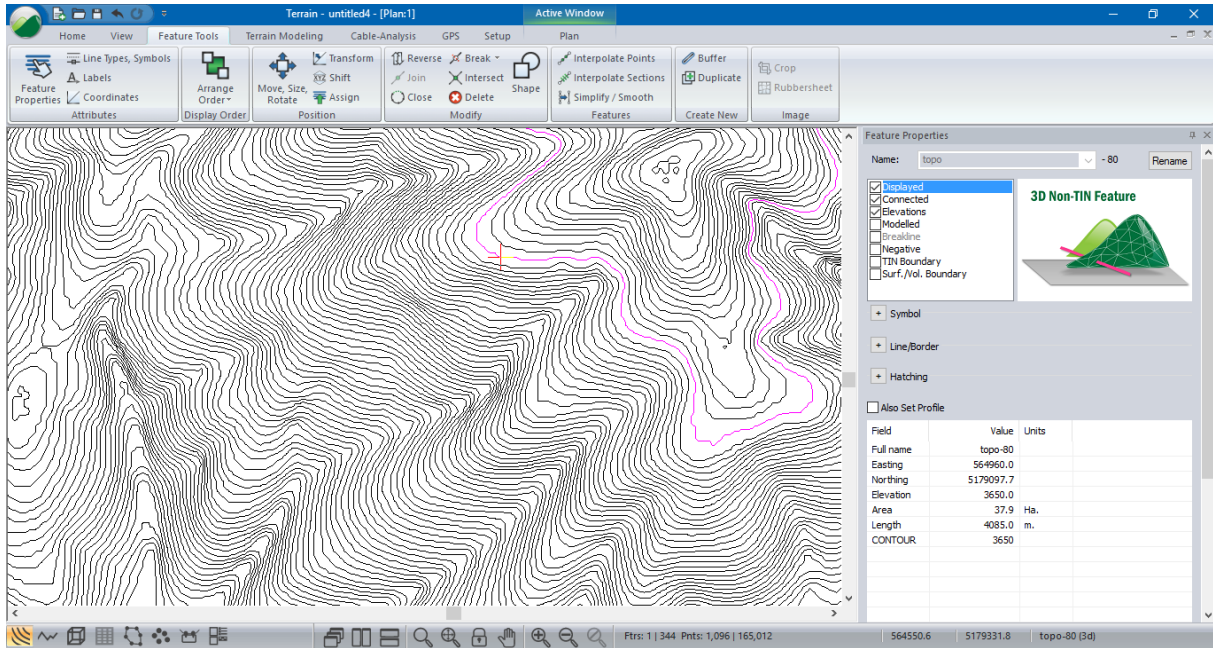 Terrain - untitled4 - [Plan:1]
Active Window
Home View Feature Tools Terrain Modeling Cable-Analysis GPS Setup Plan
Feature Properties
Line Types, Symbols
Labels
Coordinates
Attributes
Arrange Order
Display Order
Move, Size, Rotate
Transform
Shift
Assign
Position
Reverse
Join
Close
Break
Intersect
Delete
Shape
Modify
Interpolate Points
Interpolate Sections
Simplify / Smooth
Features
Buffer
Duplicate
Create New
Crop
Rubbersheet
Image
Feature Properties
Name: topo - 80 Rename
Displayed
Connected
Elevations
Modelled
Breakline
Negative
TIN Boundary
Surf./Vol. Boundary
3D Non-TIN Feature
+ Symbol
+ Line/Border
+ Hatching
Also Set Profile
Field Value Units
Full name topo-80
Easting 564960.0
Northing 5179097.7
Elevation 3650.0
Area 37.9 Ha.
Length 4085.0 m.
CONTOUR 3650
Ftrs: 1 | 344 Pnts: 1,096 | 165,012
564550.6 5179331.8 topo-80 (3d)